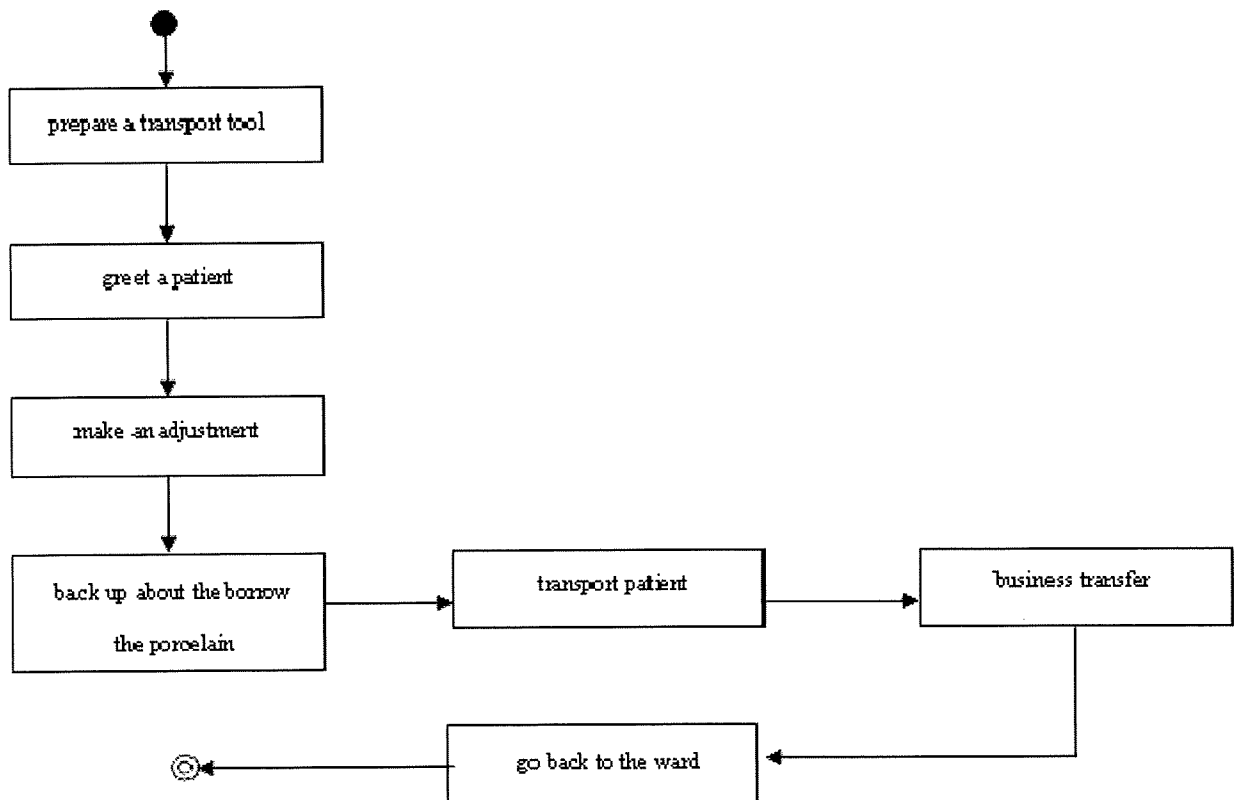 prepare a transport tool
greet a patient
make an adjustment
back up about the borrow
the porcelain
transport patient
business transfer
go back to the ward